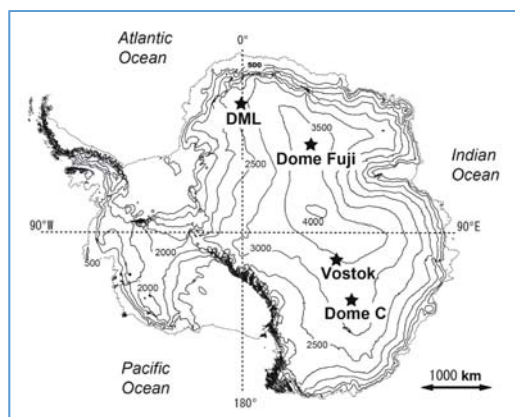 Atlantic
Ocean
0°
500
DML
3500
Dome Fuji
2500
Indian
Ocean
4000
90°W
90°E
500
2000
3000
Vostok
2000
Dome C
2500
Pacific
Ocean
1000 km
180°